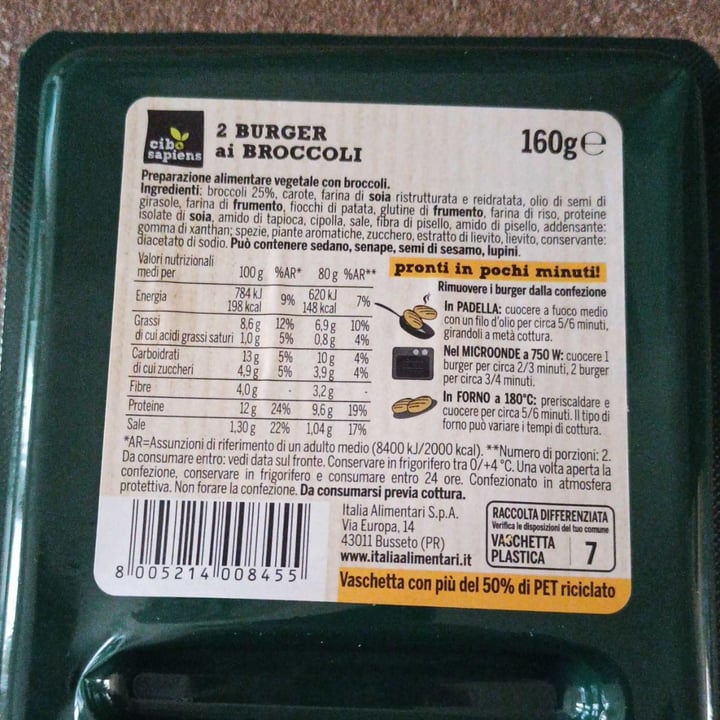 cibo
sapiens
2 BURGER
ai BROCCOLI
160g e
Preparazione alimentare vegetale con broccoli.
Ingredienti: broccoli 25%, carote, farina di soia ristrutturata e reidratata, olio di semi di
girasole, farina di frumento, fiocchi di patata, glutine di frumento, farina di riso, proteine
isolate di soia, amido di tapioca, cipolla, sale, fibra di pisello, amido di pisello, addensante:
gomma di xanthan; spezie, piante aromatiche, zucchero, estratto di lievito, lievito, conservante:
diacetato di sodio. Può contenere sedano, senape, semi di sesamo, lupini.
Valori nutrizionali
medi per 100 g %AR* 80 g %AR**
Energia 784 kJ 9% 620 kJ 7%
198 kcal 148 kcal
Grassi 8,6 g 12% 6,9 g 10%
di cui acidi grassi saturi 1,0 g 5% 0,8 g 4%
Carboidrati 13 g 5% 10 g 4%
di cui zuccheri 4,9 g 5% 3,9 g 4%
Fibre 4,0 g - 3,2 g -
Proteine 12 g 24% 9,6 g 19%
Sale 1,30 g 22% 1,04 g 17%
pronti in pochi minuti!
Rimuovere i burger dalla confezione
In PADELLA: cuocere a fuoco medio
con un filo d'olio per circa 5/6 minuti,
girandoli a metà cottura.
Nel MICROONDE a 750 W: cuocere 1
burger per circa 2/3 minuti, 2 burger
per circa 3/4 minuti.
In FORNO a 180°C: preriscaldare e
cuocere per circa 5/6 minuti. Il tipo di
forno può variare i tempi di cottura.
*AR=Assunzioni di riferimento di un adulto medio (8400 kJ/2000 kcal). **Numero di porzioni: 2.
Da consumare entro: vedi data sul fronte. Conservare in frigorifero tra 0/+4 °C. Una volta aperta la
confezione, conservare in frigorifero e consumare entro 24 ore. Confezionato in atmosfera
protettiva. Non forare la confezione. Da consumarsi previa cottura.
8 005214 008455
Italia Alimentari S.p.A.
Via Europa, 14
43011 Busseto (PR)
www.italiaalimentari.it
RACCOLTA DIFFERENZIATA
Verifica le disposizioni del tuo comune
VASCHETTA
PLASTICA 7
Vaschetta con più del 50% di PET riciclato